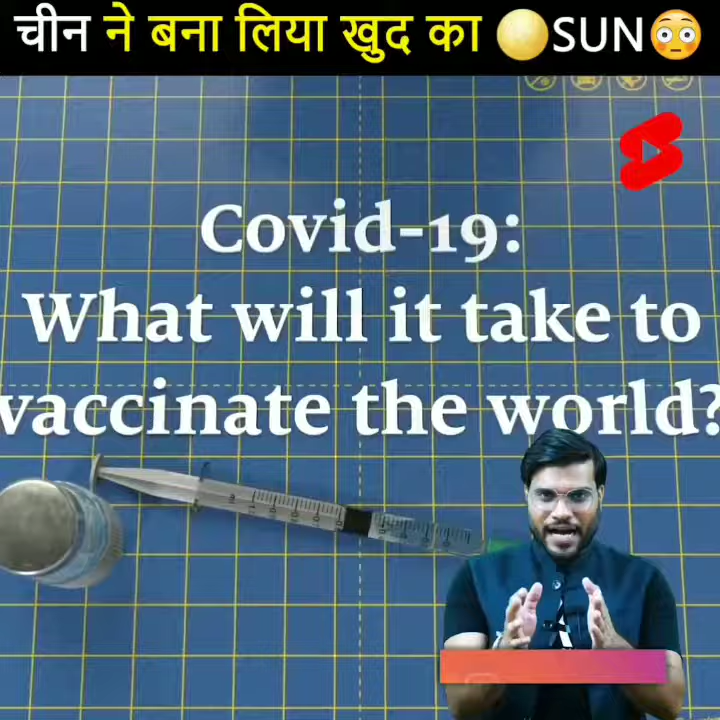 चीन ने बना लिया खुद का 🌕SUN😳
Covid-19:
What will it take to
vaccinate the world?